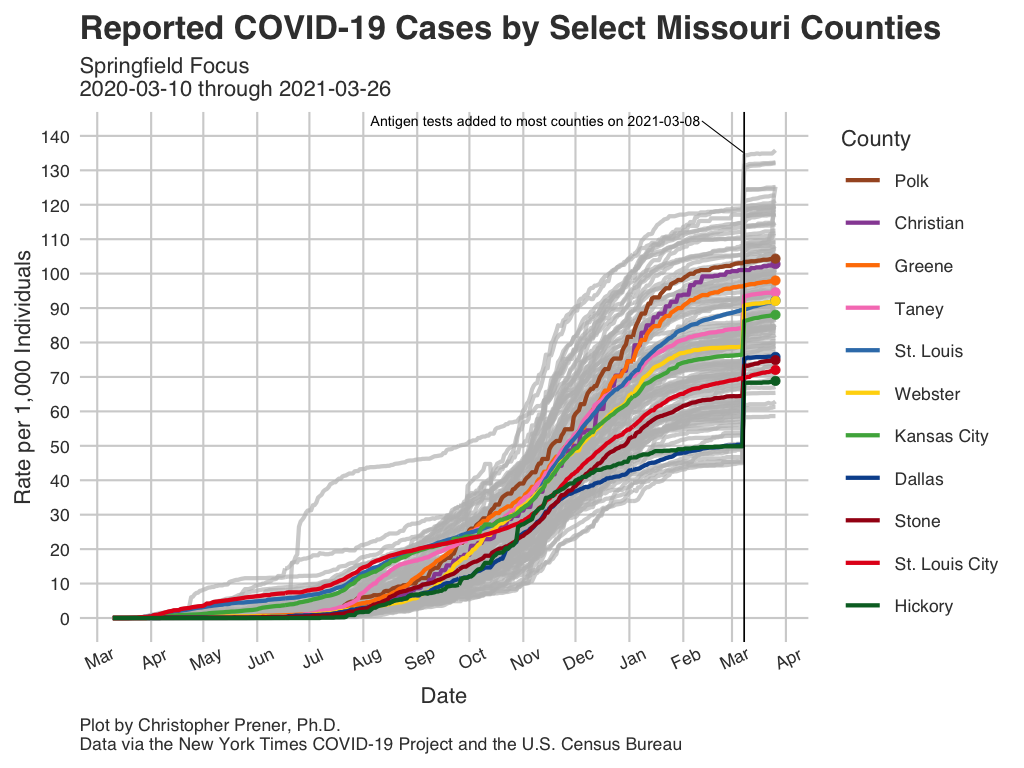 Reported COVID-19 Cases by Select Missouri Counties
Springfield Focus
2020-03-10 through 2021-03-26
Antigen tests added to most counties on 2021-03-08
140
130
120
110
100
90
80
70
60
50
40
30
20
10
0
Rate per 1,000 Individuals
Mar Apr May Jun Jul Aug Sep Oct Nov Dec Jan Feb Mar Apr
Date
County
Polk
Christian
Greene
Taney
St. Louis
Webster
Kansas City
Dallas
Stone
St. Louis City
Hickory
Plot by Christopher Prener, Ph.D.
Data via the New York Times COVID-19 Project and the U.S. Census Bureau